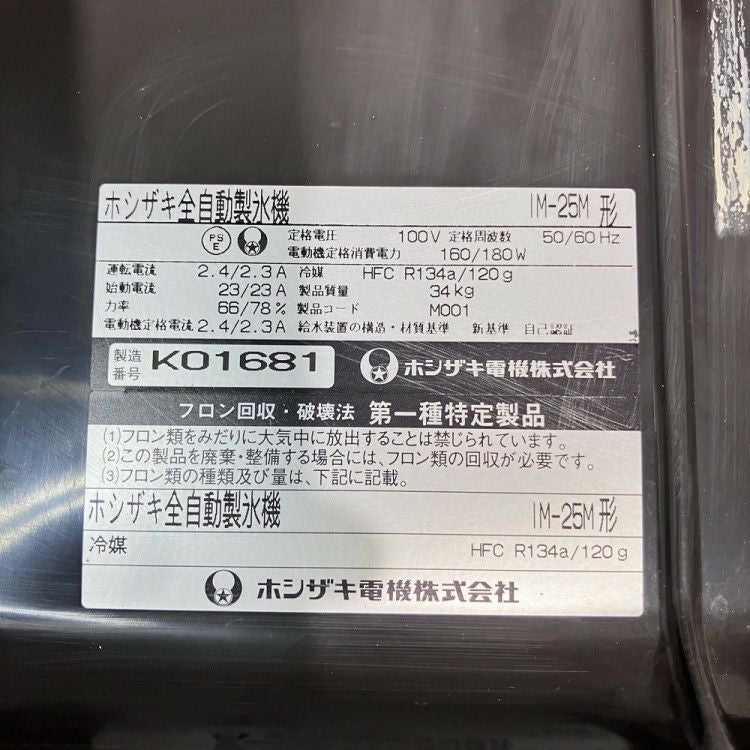 ホシザキ全自動製氷機 IM-25M 形
PS E 定格電圧 100V 定格周波数 50/60Hz
電動機定格消費電力 160/180W
運転電流 2.4/2.3A 冷媒 HFC R134a/120g
始動電流 23/23A 製品質量 34kg
力率 66/78% 製品コード M001
電動機定格電流 2.4/2.3A 給水装置の構造・材質基準 新基準 自己認証
製造番号 K01681 ホシザキ電機株式会社
フロン回収・破壊法 第一種特定製品
(1)フロン類をみだりに大気中に放出することは禁じられています。
(2)この製品を廃棄・整備する場合には、フロン類の回収が必要です。
(3)フロン類の種類及び量は、下記に記載。
ホシザキ全自動製氷機 IM-25M 形
冷媒 HFC R134a/120g
ホシザキ電機株式会社